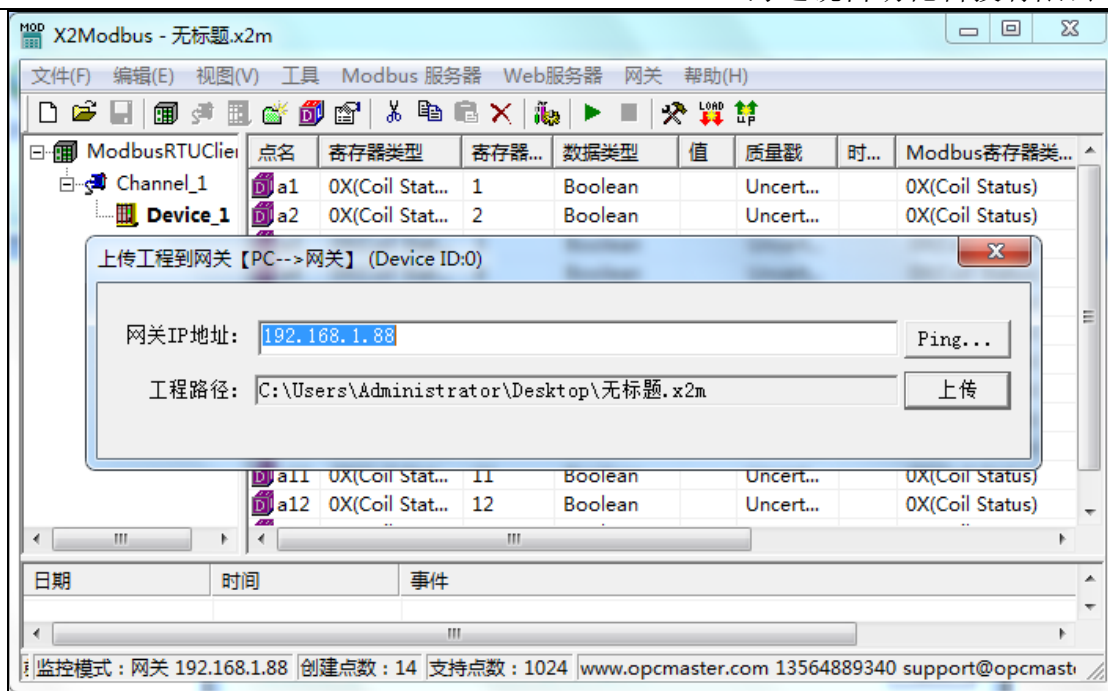 X2Modbus - 无标题.x2m
文件(F) 编辑(E) 视图(V) 工具 Modbus 服务器 Web服务器 网关 帮助(H)
LOAD UP
ModbusRTUClier 点名 寄存器类型 寄存器... 数据类型 值 质量戳 时... Modbus寄存器类...
Channel_1 a1 0X(Coil Stat... 1 Boolean Uncert... 0X(Coil Status)
Device_1 a2 0X(Coil Stat... 2 Boolean Uncert... 0X(Coil Status)
上传工程到网关【PC-->网关】 (Device ID:0)
网关IP地址: 192.168.1.88 Ping...
工程路径: C:\Users\Administrator\Desktop\无标题.x2m 上传
a11 0X(Coil Stat... 11 Boolean Uncert... 0X(Coil Status)
a12 0X(Coil Stat... 12 Boolean Uncert... 0X(Coil Status)
日期 时间 事件
监控模式:网关 192.168.1.88 创建点数:14 支持点数:1024 www.opcmaster.com 13564889340 support@opcmast